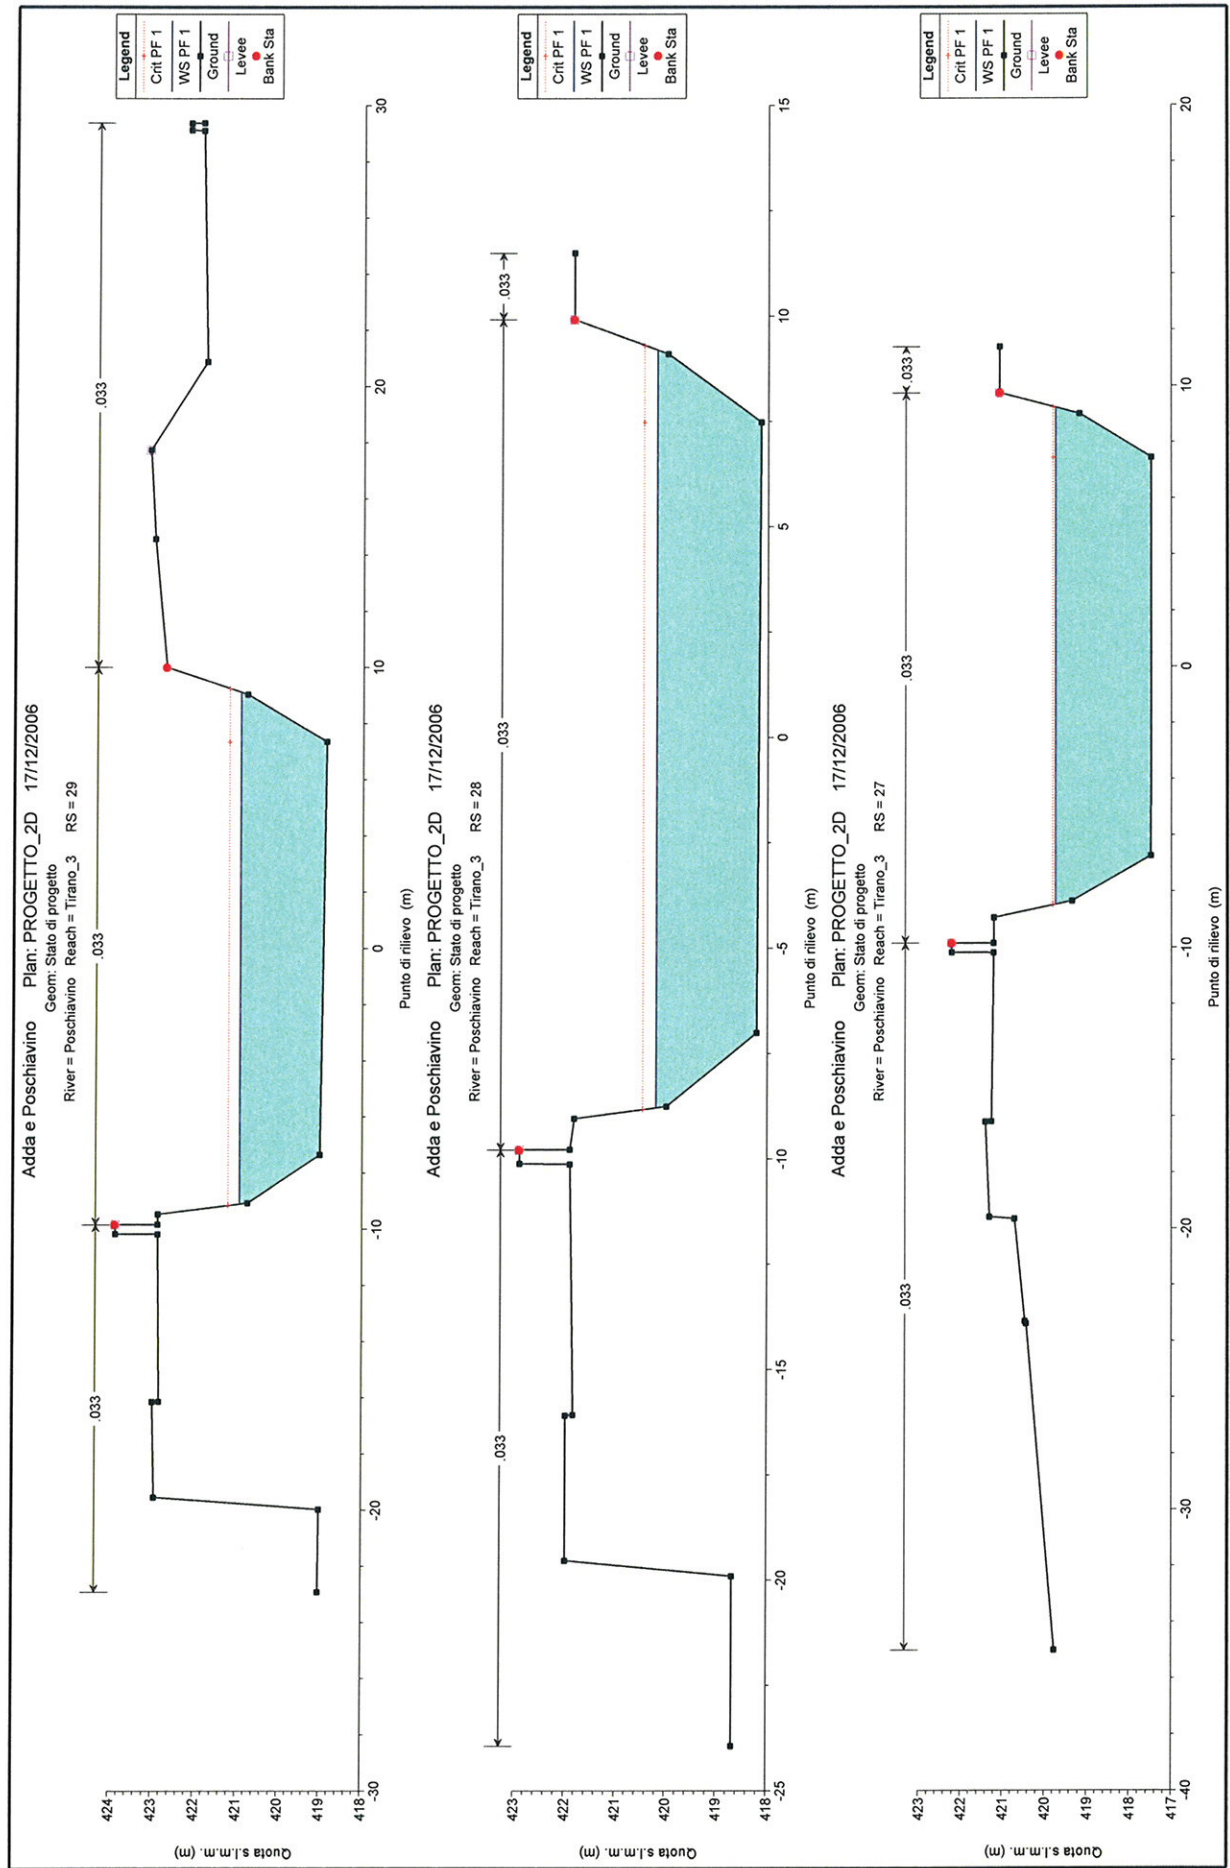 Adda e Poschiavino Plan: PROGETTO_2D 17/12/2006
Geom: Stato di progetto
River = Poschiavino Reach = Tirano_3 RS = 29
.033
.033
.033
Legend
Crit PF 1
WS PF 1
Ground
Levee
Bank Sta
Quota s.l.m.m. (m)
424
423
422
421
420
419
418
-30
-20
-10
0
10
20
30
Punto di rilievo (m)
Adda e Poschiavino Plan: PROGETTO_2D 17/12/2006
Geom: Stato di progetto
River = Poschiavino Reach = Tirano_3 RS = 28
.033
.033
.033
Legend
Crit PF 1
WS PF 1
Ground
Levee
Bank Sta
Quota s.l.m.m. (m)
423
422
421
420
419
418
-25
-20
-15
-10
-5
0
5
10
15
Punto di rilievo (m)
Adda e Poschiavino Plan: PROGETTO_2D 17/12/2006
Geom: Stato di progetto
River = Poschiavino Reach = Tirano_3 RS = 27
.033
.033
.033
Legend
Crit PF 1
WS PF 1
Ground
Levee
Bank Sta
Quota s.l.m.m. (m)
423
422
421
420
419
418
417
-40
-30
-20
-10
0
10
20
Punto di rilievo (m)